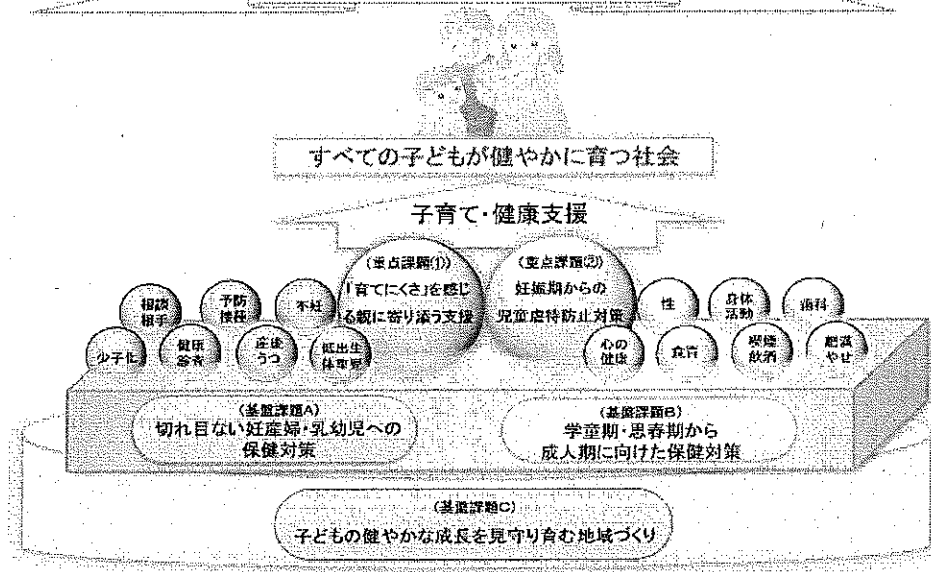 すべての子どもが健やかに育つ社会
子育て・健康支援
(重点課題①)
「育てにくさ」を感じ
る親に寄り添う支援
(重点課題②)
妊娠期からの
児童虐待防止対策
相談
相手
予防
接種
不妊
少子化
健康
診査
産後
うつ
低出生
体重児
性
身体
活動
歯科
心の
健康
食育
喫煙
飲酒
肥満
やせ
(基盤課題A)
切れ目ない妊産婦・乳幼児への
保健対策
(基盤課題B)
学童期・思春期から
成人期に向けた保健対策
(基盤課題C)
子どもの健やかな成長を見守り育む地域づくり